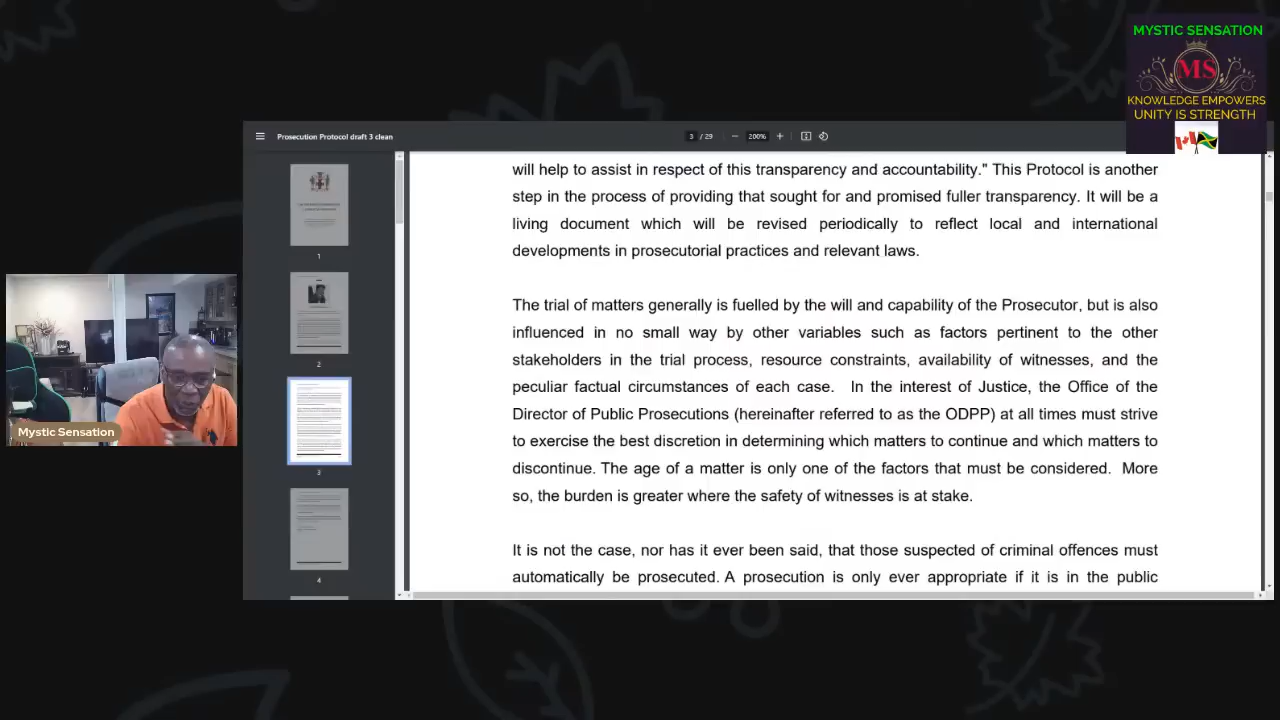 MYSTIC SENSATION
MS
KNOWLEDGE EMPOWERS
UNITY IS STRENGTH
Prosecution Protocol draft 3 clean
3 / 29
200%
will help to assist in respect of this transparency and accountability." This Protocol is another
step in the process of providing that sought for and promised fuller transparency. It will be a
living document which will be revised periodically to reflect local and international
developments in prosecutorial practices and relevant laws.
The trial of matters generally is fuelled by the will and capability of the Prosecutor, but is also
influenced in no small way by other variables such as factors pertinent to the other
stakeholders in the trial process, resource constraints, availability of witnesses, and the
peculiar factual circumstances of each case. In the interest of Justice, the Office of the
Director of Public Prosecutions (hereinafter referred to as the ODPP) at all times must strive
to exercise the best discretion in determining which matters to continue and which matters to
discontinue. The age of a matter is only one of the factors that must be considered. More
so, the burden is greater where the safety of witnesses is at stake.
It is not the case, nor has it ever been said, that those suspected of criminal offences must
automatically be prosecuted. A prosecution is only ever appropriate if it is in the public
1
2
3
4
Mystic Sensation